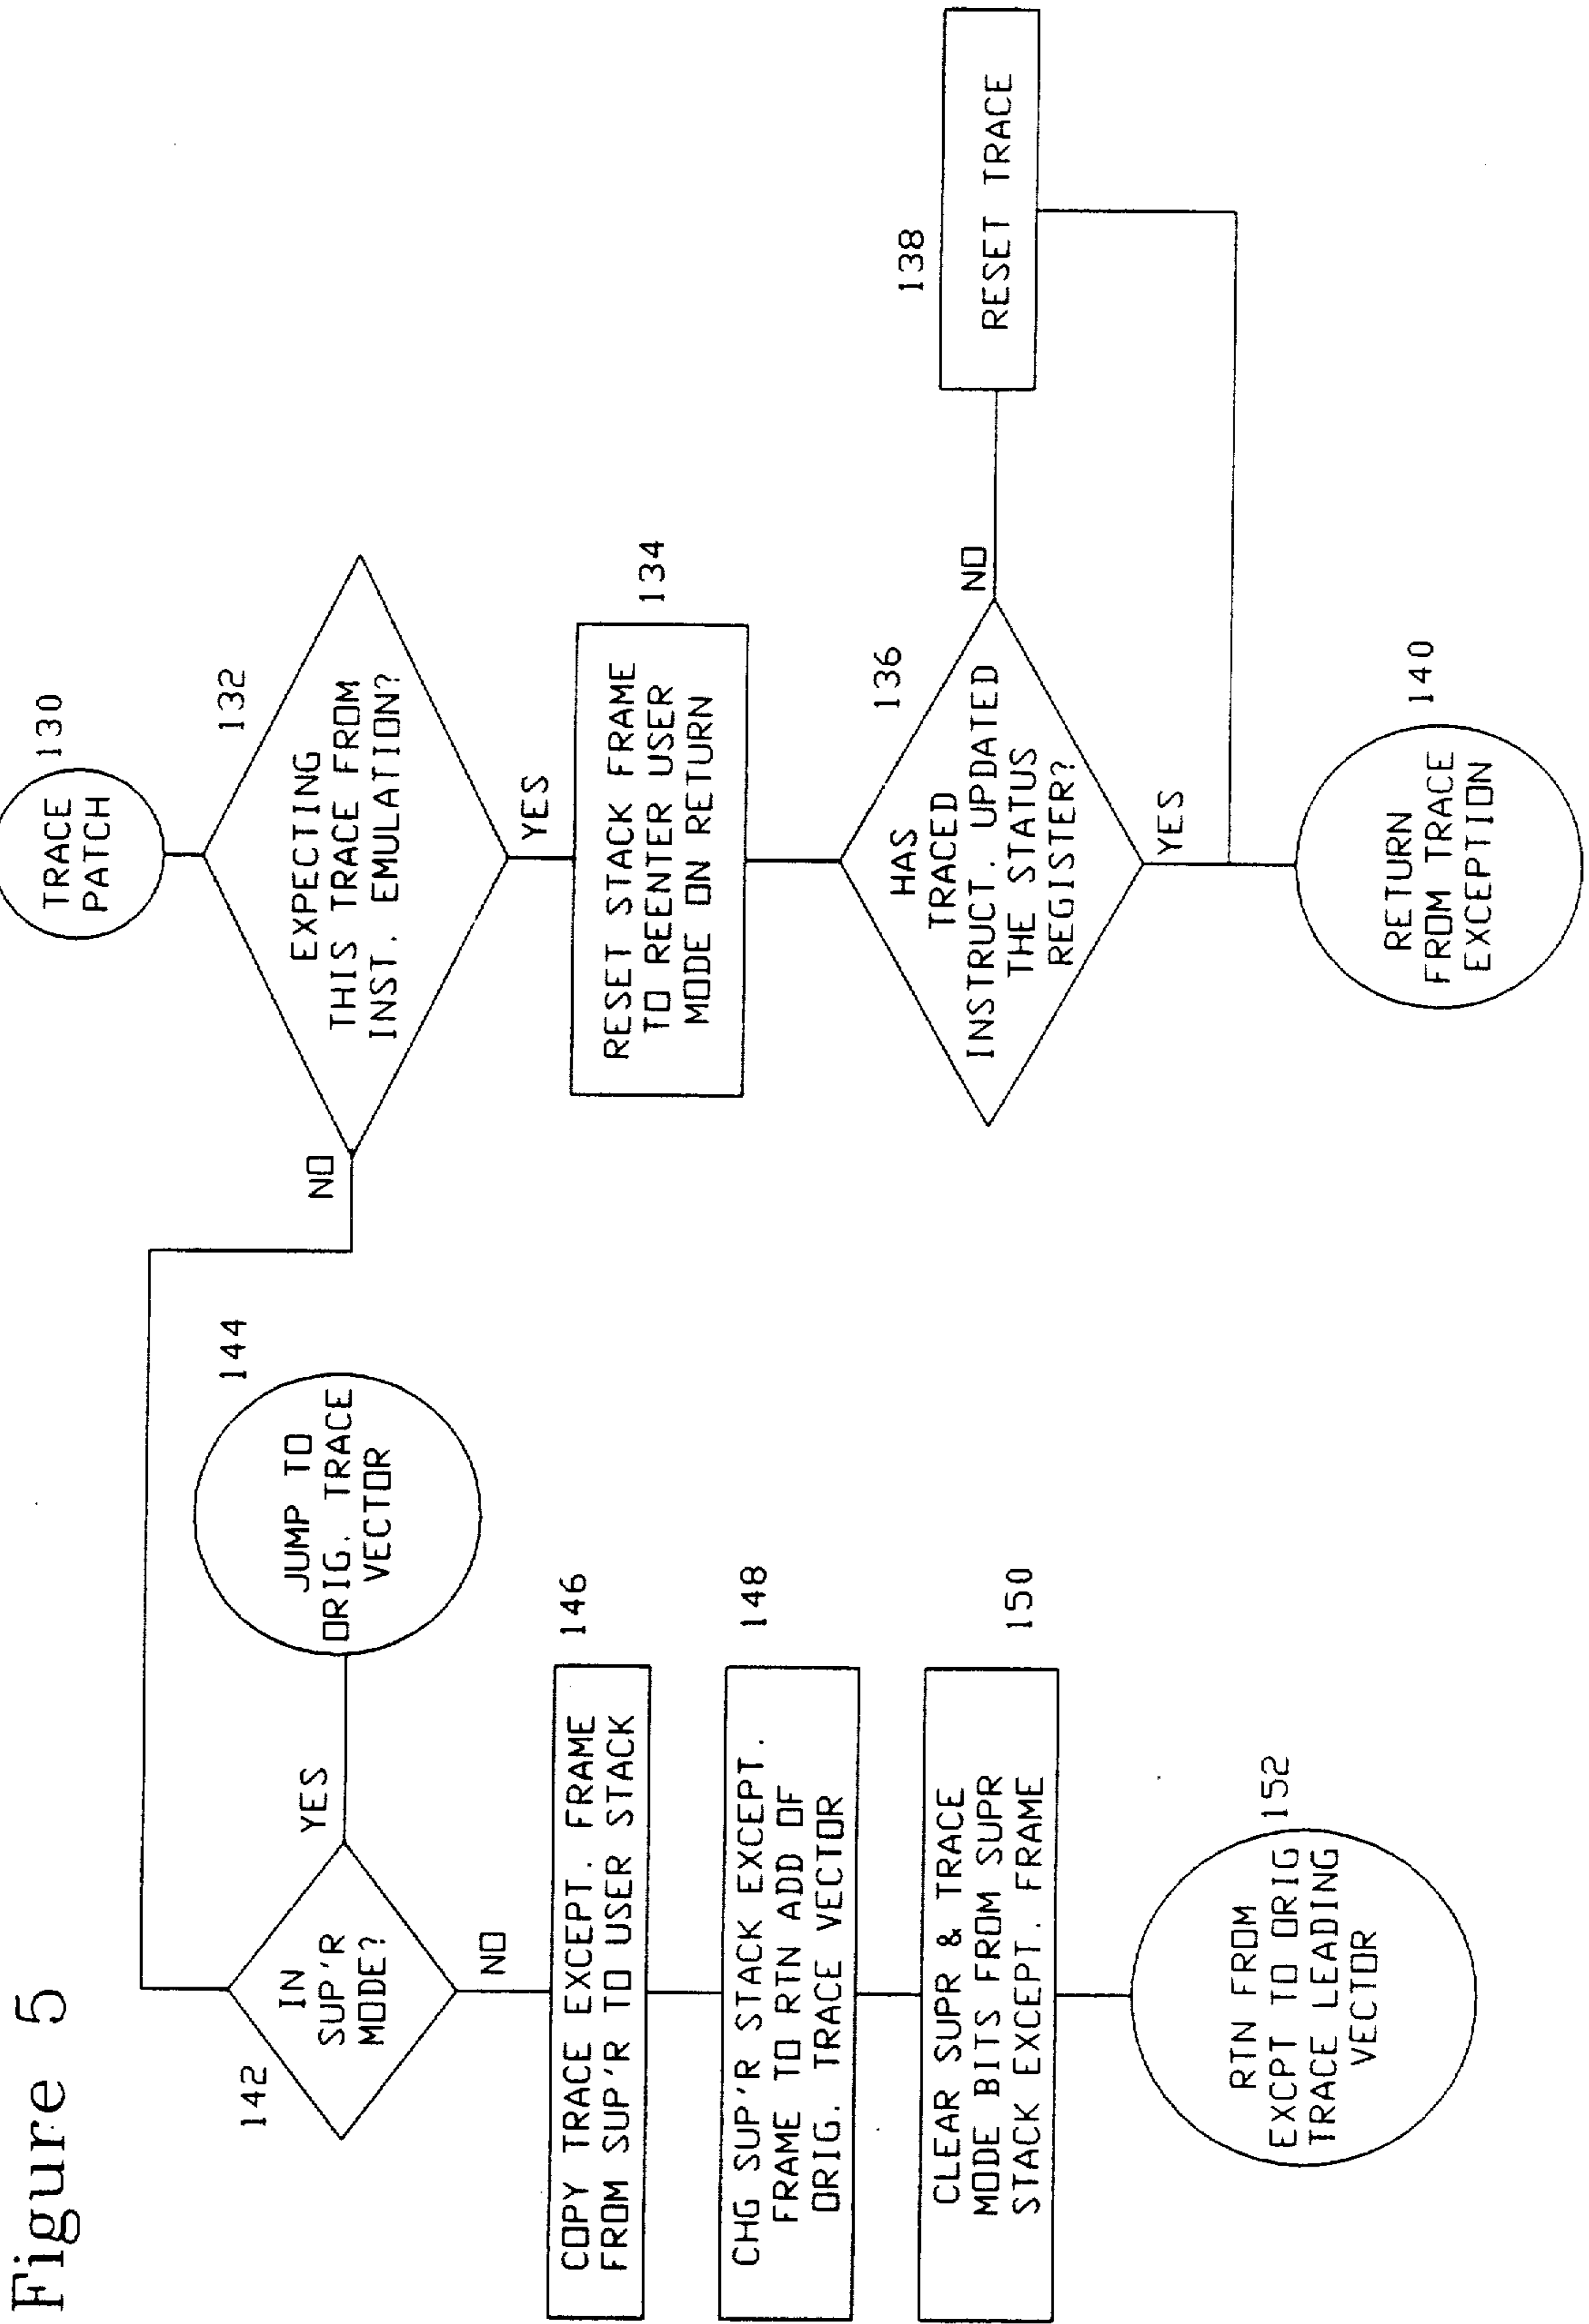 Figure 5
TRACE
PATCH
130
132
EXPECTING
THIS TRACE FROM
INST. EMULATION?
NO
YES
134
RESET STACK FRAME
TO REENTER USER
MODE ON RETURN
136
HAS
TRACED
INSTRUCT. UPDATED
THE STATUS
REGISTER?
NO
YES
138
RESET TRACE
140
RETURN
FROM TRACE
EXCEPTION
142
IN
SUP'R
MODE?
YES
NO
144
JUMP TO
ORIG. TRACE
VECTOR
146
COPY TRACE EXCEPT. FRAME
FROM SUP'R TO USER STACK
148
CHG SUP'R STACK EXCEPT.
FRAME TO RTN ADD OF
ORIG. TRACE VECTOR
150
CLEAR SUPR & TRACE
MODE BITS FROM SUPR
STACK EXCEPT. FRAME
152
RTN FROM
EXCPT TO ORIG
TRACE LEADING
VECTOR